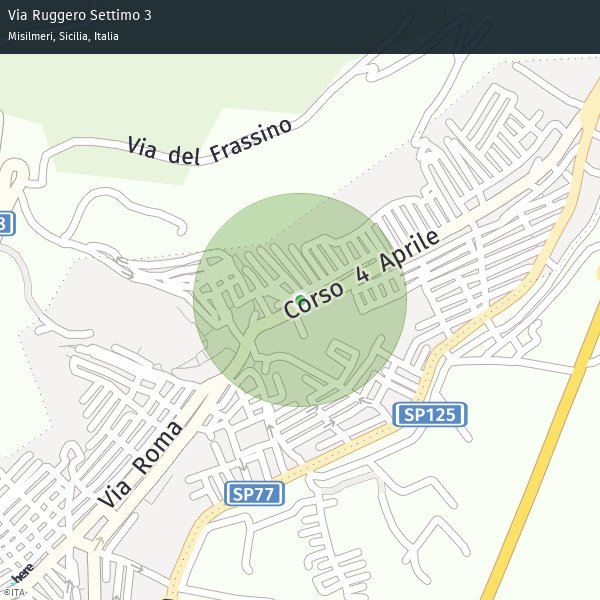 Via Ruggero Settimo 3
Misilmeri, Sicilia, Italia
Via del Frassino
Corso 4 Aprile
SP125
Via Roma
SP77
here
©ITA